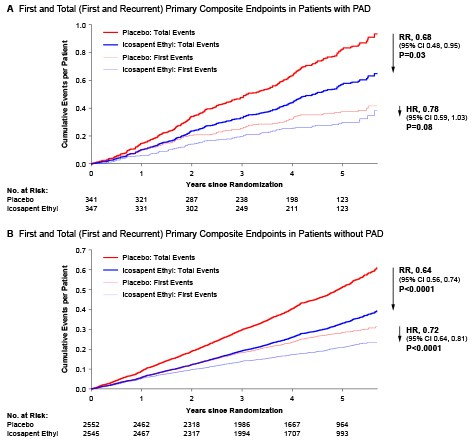 A First and Total (First and Recurrent) Primary Composite Endpoints in Patients with PAD
Placebo: Total Events
Icosapent Ethyl: Total Events
Placebo: First Events
Icosapent Ethyl: First Events
RR, 0.68
(95% CI 0.48, 0.95)
P=0.03
HR, 0.78
(95% CI 0.59, 1.03)
P=0.08
Cumulative Events per Patient
1.0
0.8
0.6
0.4
0.2
0.0
0 1 2 3 4 5
Years since Randomization
No. at Risk:
Placebo 341 321 287 238 198 123
Icosapent Ethyl 347 331 302 249 211 123
B First and Total (First and Recurrent) Primary Composite Endpoints in Patients without PAD
Placebo: Total Events
Icosapent Ethyl: Total Events
Placebo: First Events
Icosapent Ethyl: First Events
RR, 0.64
(95% CI 0.56, 0.74)
P<0.0001
HR, 0.72
(95% CI 0.64, 0.81)
P<0.0001
Cumulative Events per Patient
0.7
0.6
0.5
0.4
0.3
0.2
0.1
0.0
0 1 2 3 4 5
Years since Randomization
No. at Risk:
Placebo 2552 2462 2318 1986 1667 964
Icosapent Ethyl 2545 2467 2317 1994 1707 993